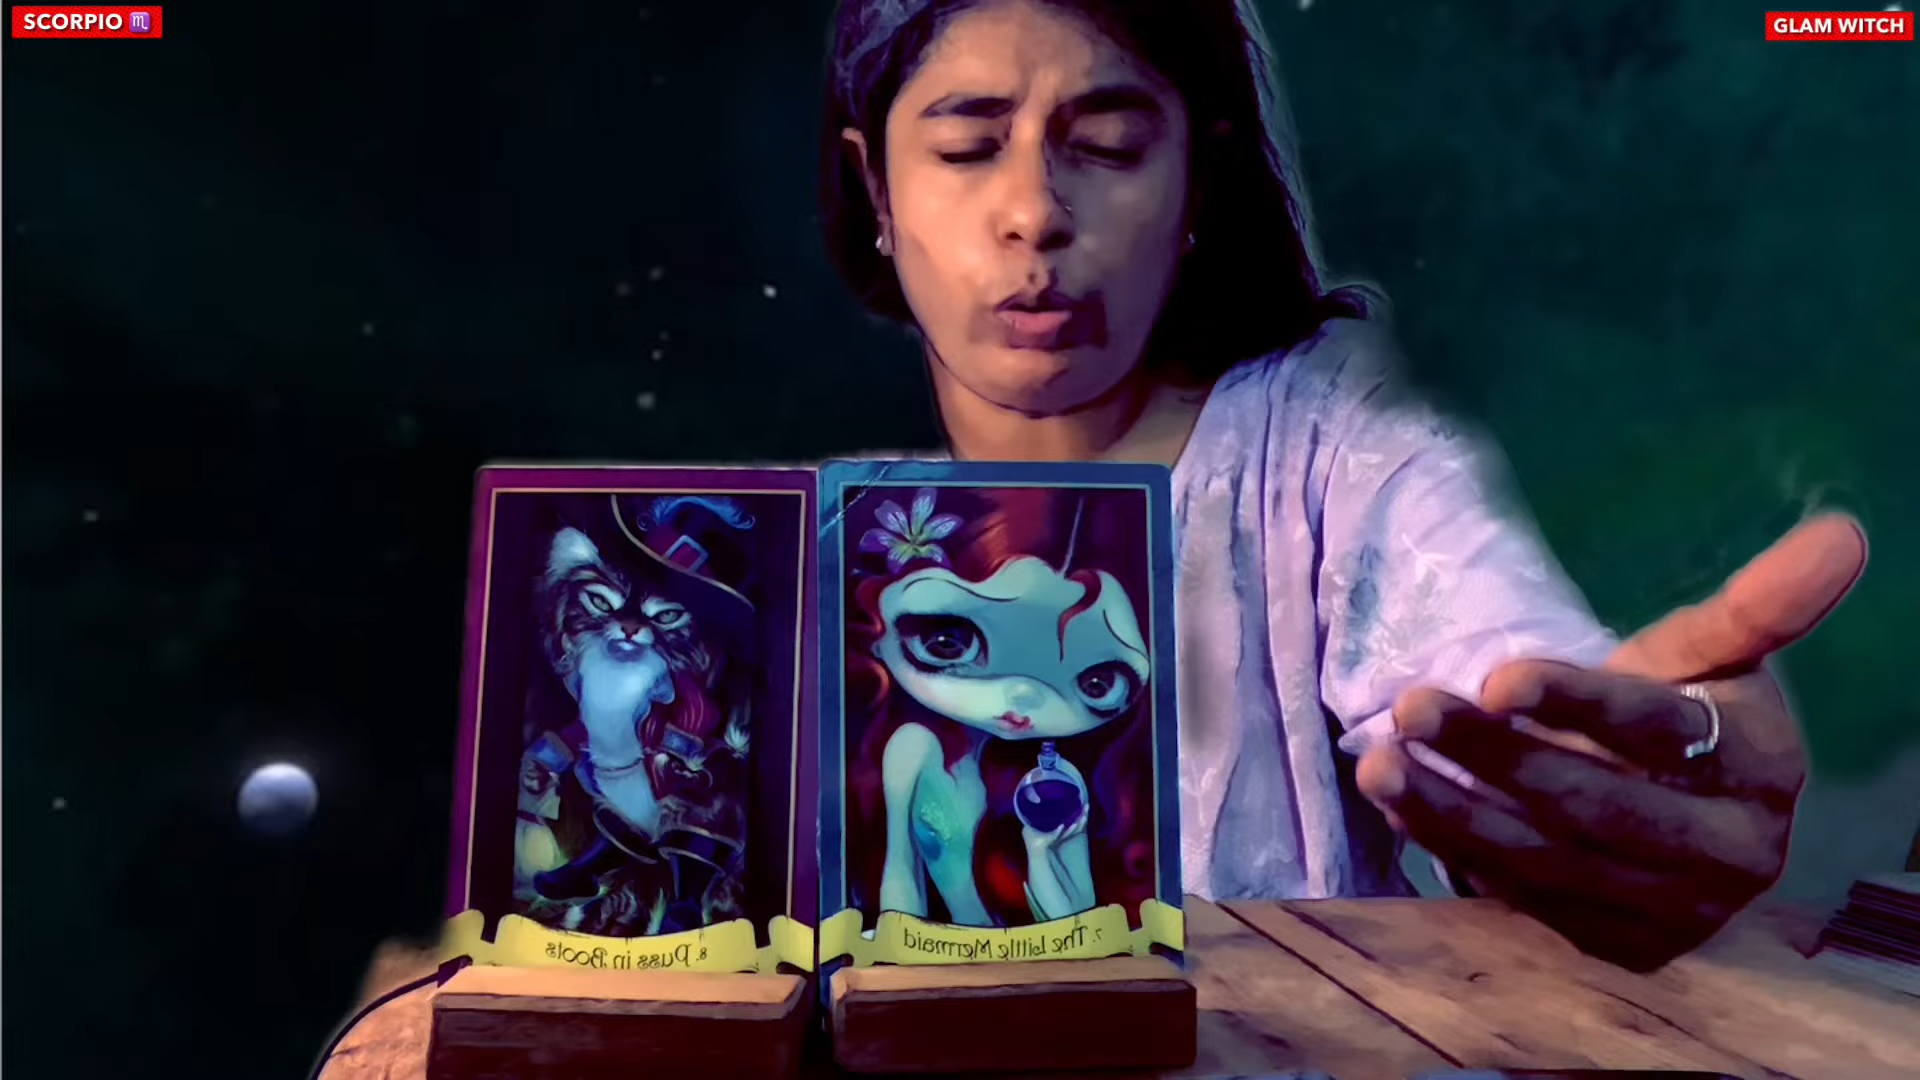 SCORPIO ♏
GLAM WITCH
8. Puss in Boots
7. The Little Mermaid